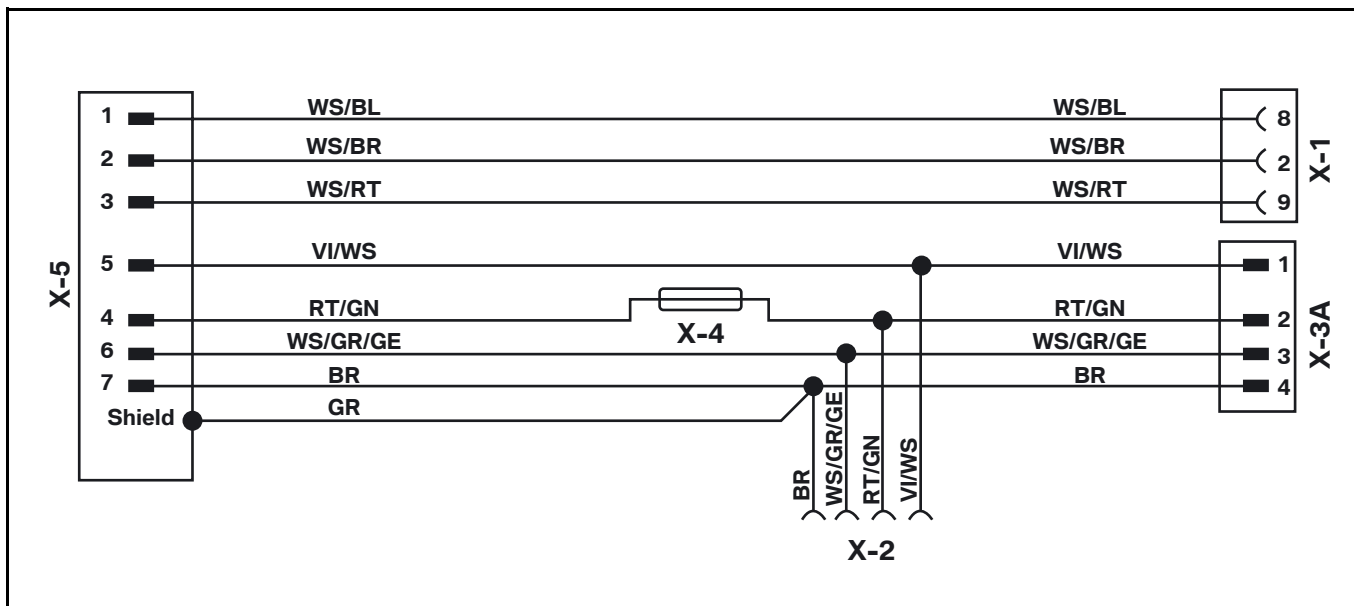 1 WS/BL WS/BL 8
2 WS/BR WS/BR 2
3 WS/RT WS/RT 9
X-1
X-5
5 VI/WS VI/WS 1
4 RT/GN RT/GN 2
X-4
6 WS/GR/GE WS/GR/GE 3
7 BR BR 4
X-3A
Shield GR
BR
WS/GR/GE
RT/GN
VI/WS
X-2